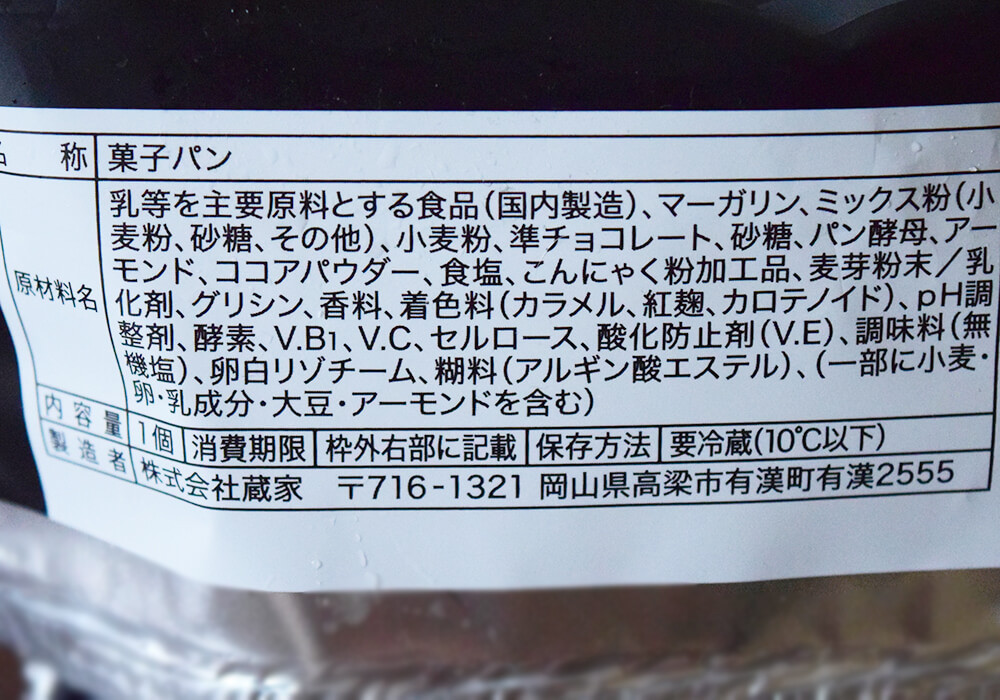 名 称 菓子パン
原材料名
乳等を主要原料とする食品(国内製造)、マーガリン、ミックス粉(小
麦粉、砂糖、その他)、小麦粉、準チョコレート、砂糖、パン酵母、アー
モンド、ココアパウダー、食塩、こんにゃく粉加工品、麦芽粉末/乳
化剤、グリシン、香料、着色料(カラメル、紅麹、カロテノイド)、pH調
整剤、酵素、V.B1、V.C、セルロース、酸化防止剤(V.E)、調味料(無
機塩)、卵白リゾチーム、糊料(アルギン酸エステル)、(一部に小麦・
卵・乳成分・大豆・アーモンドを含む)
内容量 1個 消費期限 枠外右部に記載 保存方法 要冷蔵(10℃以下)
製造者 株式会社蔵家 〒716-1321 岡山県高梁市有漢町有漢2555